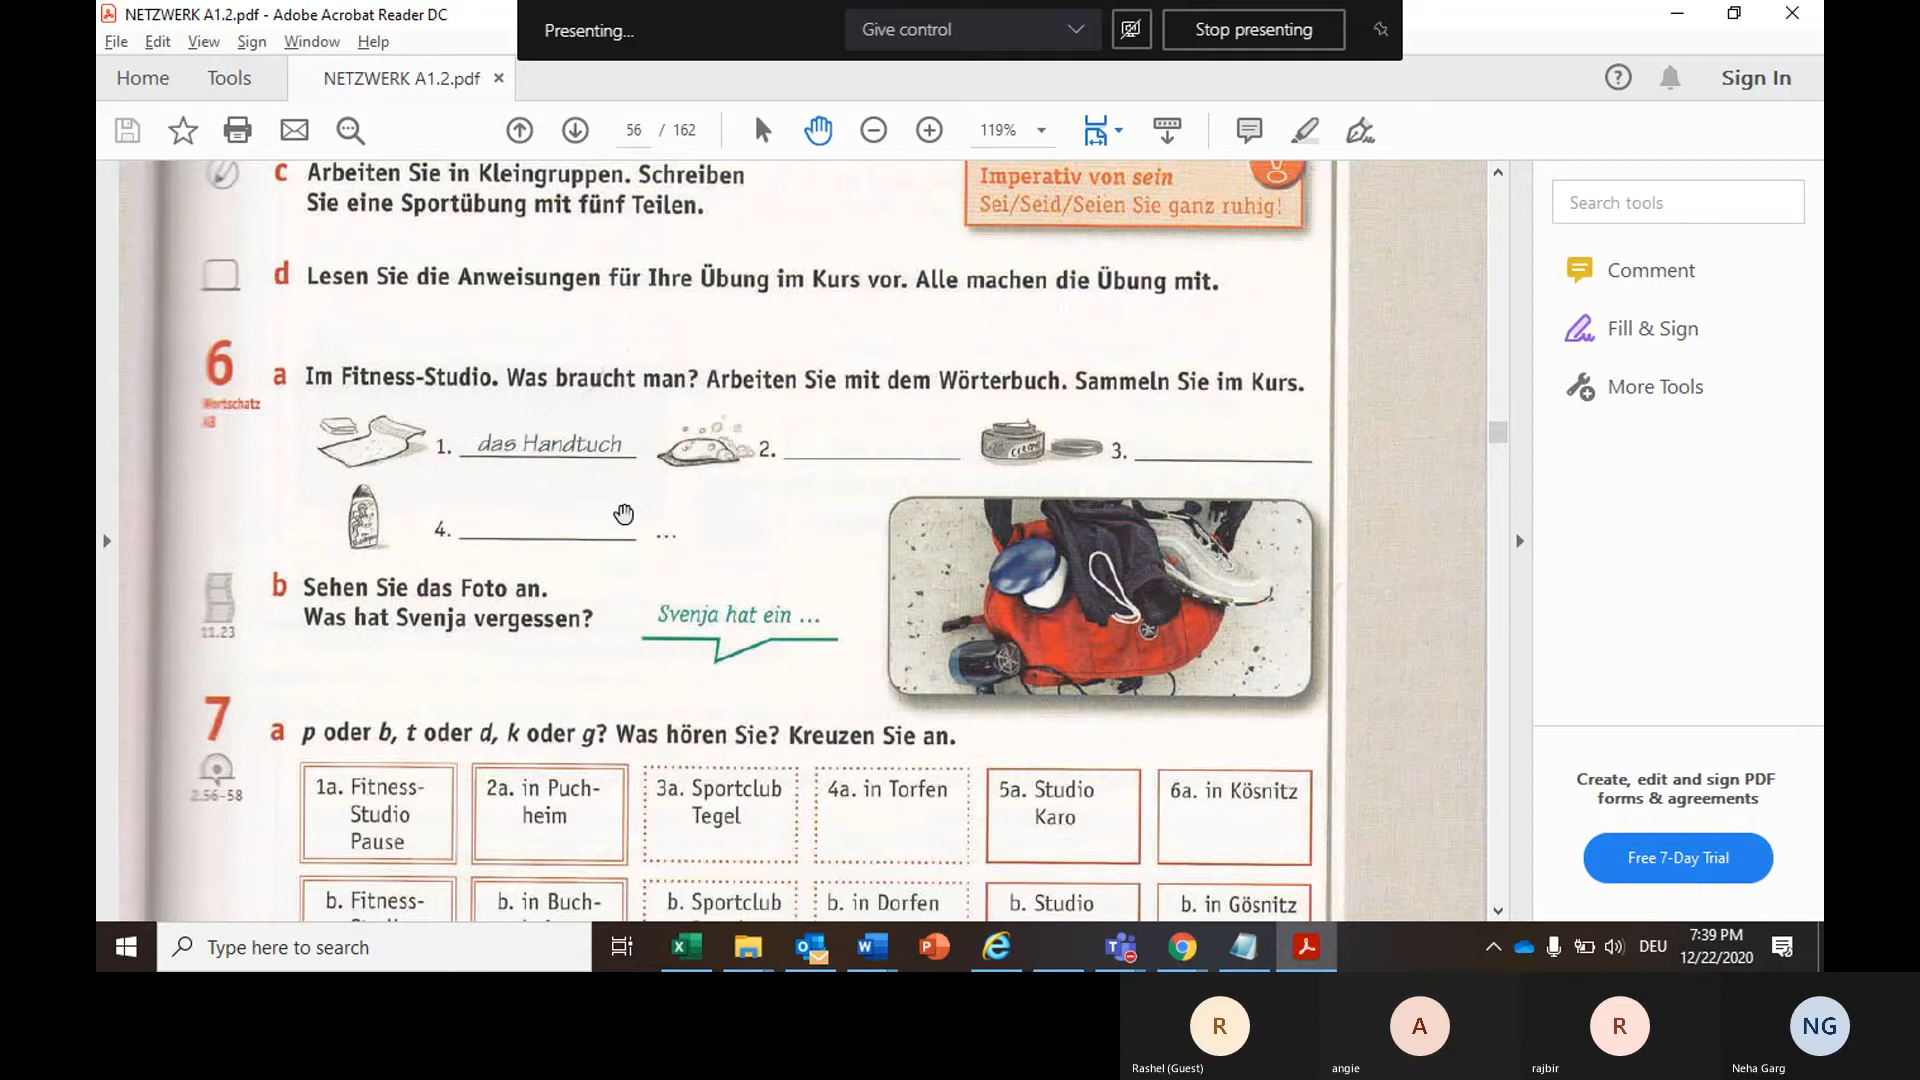 NETZWERK A1.2.pdf - Adobe Acrobat Reader DC
Presenting...
Give control
Stop presenting
File Edit View Sign Window Help
Home Tools NETZWERK A1.2.pdf
Sign In
56 / 162
119%
c Arbeiten Sie in Kleingruppen. Schreiben
Sie eine Sportübung mit fünf Teilen.
Imperativ von sein
Sei/Seid/Seien Sie ganz ruhig!
d Lesen Sie die Anweisungen für Ihre Übung im Kurs vor. Alle machen die Übung mit.
6
Wortschatz
AB
a Im Fitness-Studio. Was braucht man? Arbeiten Sie mit dem Wörterbuch. Sammeln Sie im Kurs.
1. das Handtuch
2.
3.
4. ...
b Sehen Sie das Foto an.
Was hat Svenja vergessen?
11.23
Svenja hat ein ...
7
2.56-58
a p oder b, t oder d, k oder g? Was hören Sie? Kreuzen Sie an.
1a. Fitness-
Studio
Pause
2a. in Puch-
heim
3a. Sportclub
Tegel
4a. in Torfen
5a. Studio
Karo
6a. in Kösnitz
b. Fitness-
b. in Buch-
b. Sportclub
b. in Dorfen
b. Studio
b. in Gösnitz
Search tools
Comment
Fill & Sign
More Tools
Create, edit and sign PDF
forms & agreements
Free 7-Day Trial
Type here to search
DEU
7:39 PM
12/22/2020
R
A
R
NG
Rashel (Guest)
angie
rajbir
Neha Garg